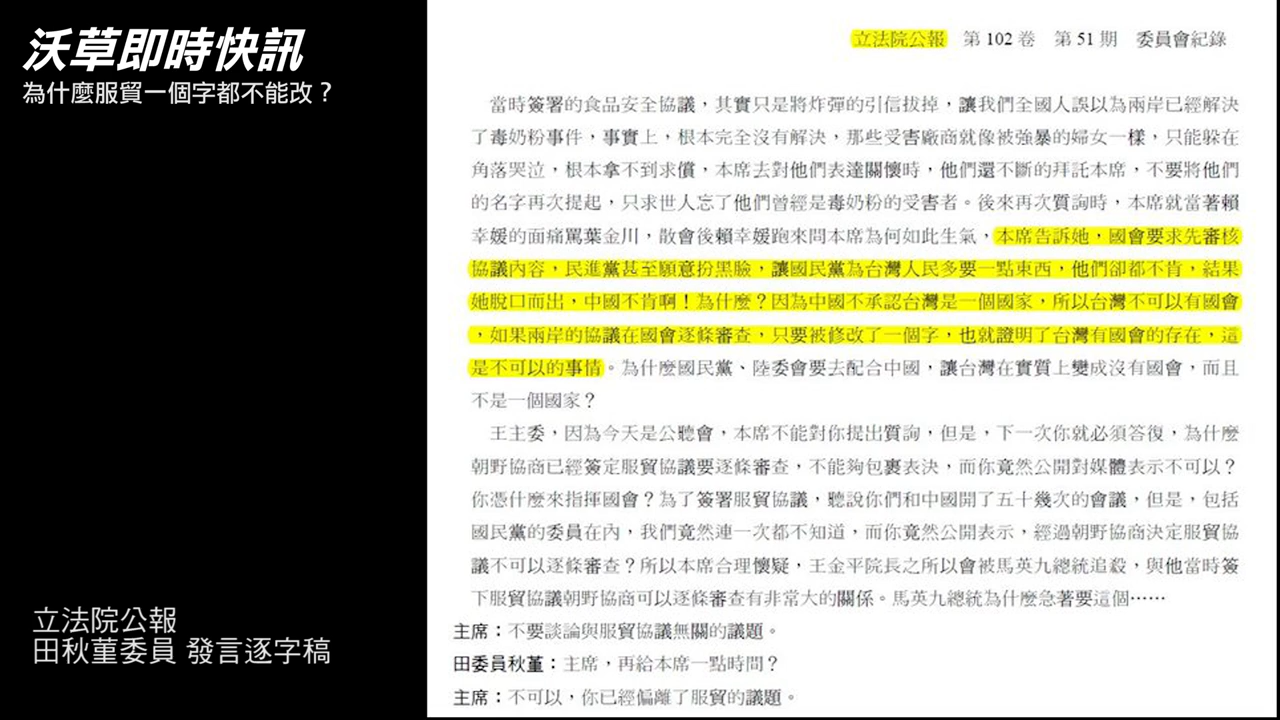 沃草即時快訊
為什麼服貿一個字都不能改？
立法院公報 第 102 卷 第 51 期 委員會紀錄
當時簽署的食品安全協議，其實只是將炸彈的引信拔掉，讓我們全國人誤以為兩岸已經解決
了毒奶粉事件，事實上，根本完全沒有解決，那些受害廠商就像被強暴的婦女一樣，只能躲在
角落哭泣，根本拿不到求償，本席去對他們表達關懷時，他們還不斷的拜託本席，不要將他們
的名字再次提起，只求世人忘了他們曾經是毒奶粉的受害者。後來再次質詢時，本席就當著賴
幸媛的面痛罵葉金川，散會後賴幸媛跑來問本席為何如此生氣，本席告訴她，國會要求先審核
協議內容，民進黨甚至願意扮黑臉，讓國民黨為台灣人民多要一點東西，他們卻都不肯，結果
她脫口而出，中國不肯啊！為什麼？因為中國不承認台灣是一個國家，所以台灣不可以有國會
，如果兩岸的協議在國會逐條審查，只要被修改了一個字，也就證明了台灣有國會的存在，這
是不可以的事情。為什麼國民黨、陸委會要去配合中國，讓台灣在實質上變成沒有國會，而且
不是一個國家？
王主委，因為今天是公聽會，本席不能對你提出質詢，但是，下一次你就必須答復，為什麼
朝野協商已經簽定服貿協議要逐條審查，不能夠包裹表決，而你竟然公開對媒體表示不可以？
你憑什麼來指揮國會？為了簽署服貿協議，聽說你們和中國開了五十幾次的會議，但是，包括
國民黨的委員在內，我們竟然連一次都不知道，而你竟然公開表示，經過朝野協商決定服貿協
議不可以逐條審查？所以本席合理懷疑，王金平院長之所以會被馬英九總統追殺，與他當時簽
下服貿協議朝野協商可以逐條審查有非常大的關係。馬英九總統為什麼急著要這個……
主席：不要談論與服貿協議無關的議題。
田委員秋堇：主席，再給本席一點時間？
主席：不可以，你已經偏離了服貿的議題。
立法院公報
田秋堇委員 發言逐字稿